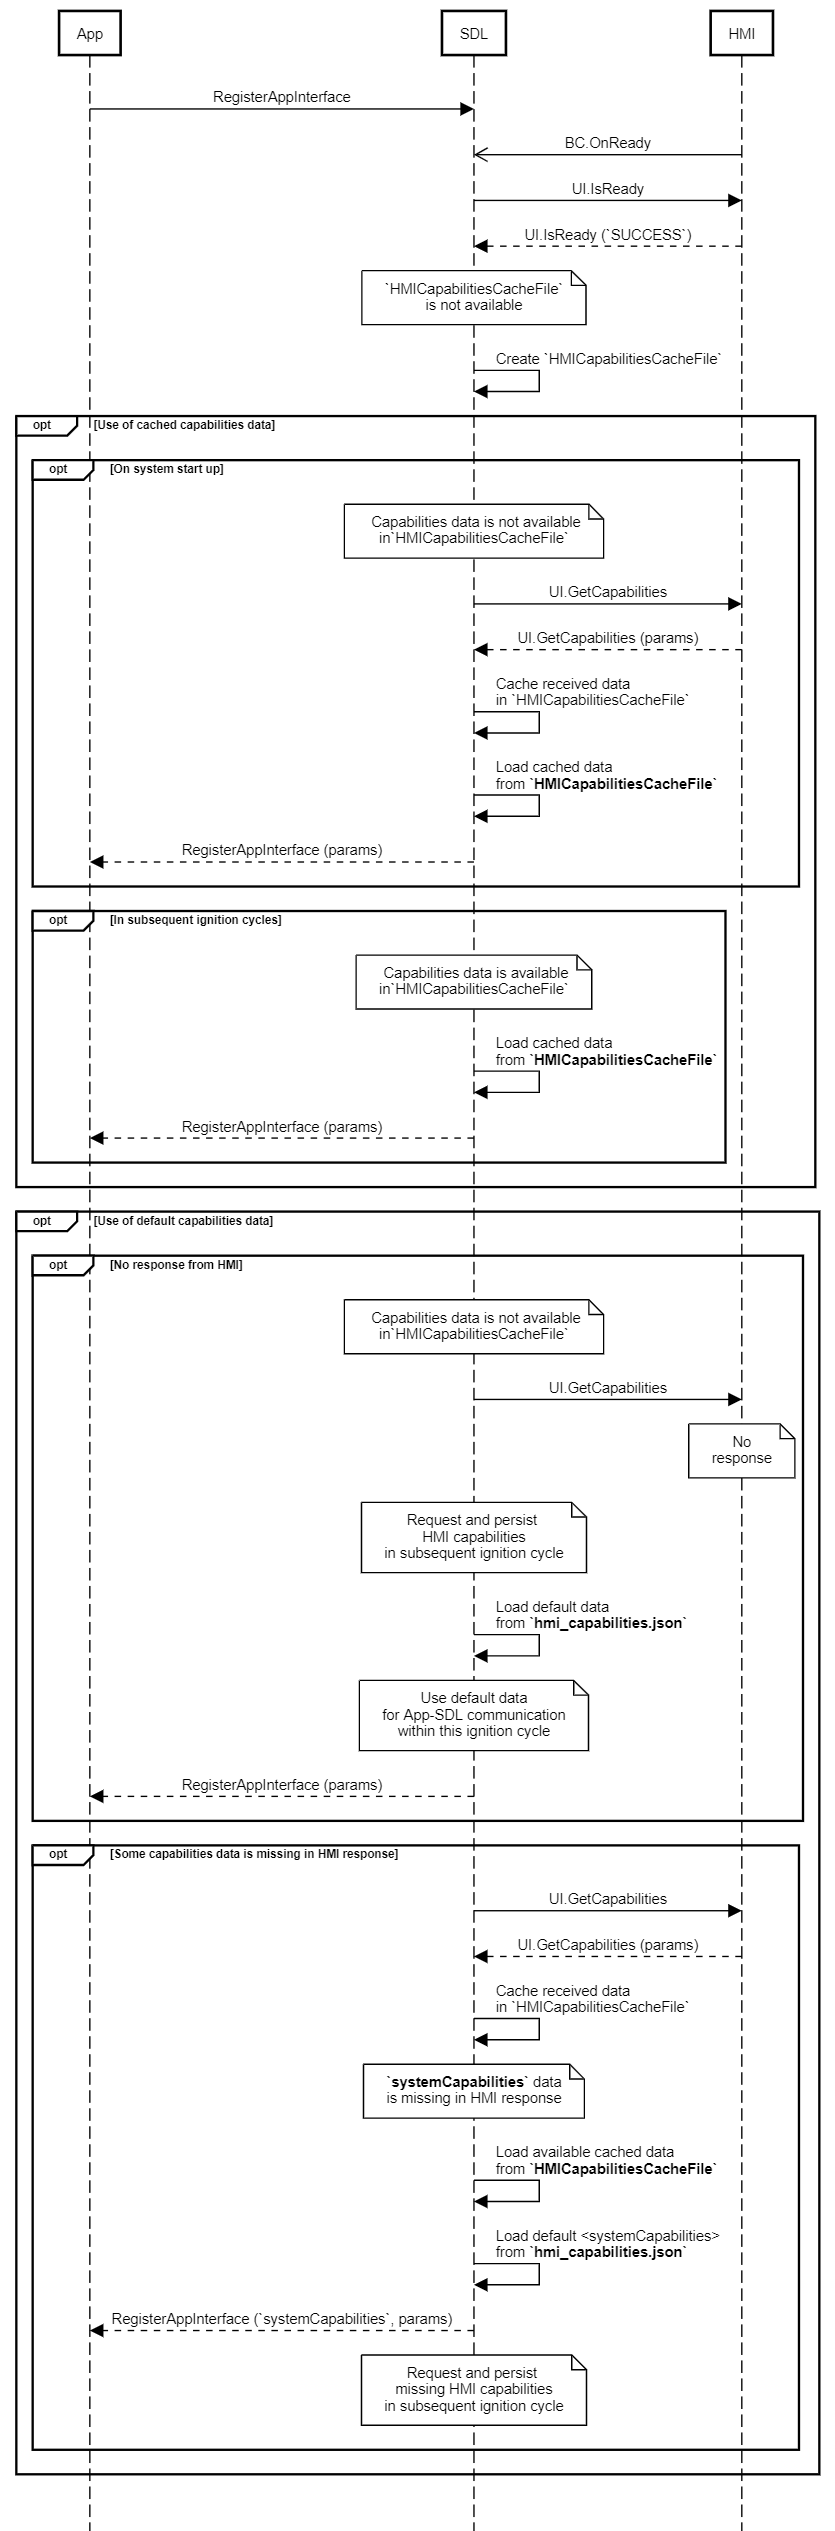 App
SDL
HMI
RegisterAppInterface
BC.OnReady
UI.IsReady
UI.IsReady (`SUCCESS`)
`HMICapabilitiesCacheFile`
is not available
Create `HMICapabilitiesCacheFile`
opt
[Use of cached capabilities data]
opt
[On system start up]
Capabilities data is not available
in`HMICapabilitiesCacheFile`
UI.GetCapabilities
UI.GetCapabilities (params)
Cache received data
in `HMICapabilitiesCacheFile`
Load cached data
from `HMICapabilitiesCacheFile`
RegisterAppInterface (params)
opt
[In subsequent ignition cycles]
Capabilities data is available
in`HMICapabilitiesCacheFile`
Load cached data
from `HMICapabilitiesCacheFile`
RegisterAppInterface (params)
opt
[Use of default capabilities data]
opt
[No response from HMI]
Capabilities data is not available
in`HMICapabilitiesCacheFile`
UI.GetCapabilities
No
response
Request and persist
HMI capabilities
in subsequent ignition cycle
Load default data
from `hmi_capabilities.json`
Use default data
for App-SDL communication
within this ignition cycle
RegisterAppInterface (params)
opt
[Some capabilities data is missing in HMI response]
UI.GetCapabilities
UI.GetCapabilities (params)
Cache received data
in `HMICapabilitiesCacheFile`
`systemCapabilities` data
is missing in HMI response
Load available cached data
from `HMICapabilitiesCacheFile`
Load default <systemCapabilities>
from `hmi_capabilities.json`
RegisterAppInterface (`systemCapabilities`, params)
Request and persist
missing HMI capabilities
in subsequent ignition cycle